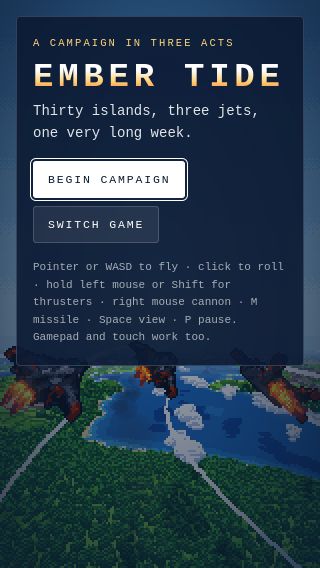 A CAMPAIGN IN THREE ACTS
EMBER TIDE
Thirty islands, three jets,
one very long week.
BEGIN CAMPAIGN
SWITCH GAME
Pointer or WASD to fly · click to roll
· hold left mouse or Shift for
thrusters · right mouse cannon · M
missile · Space view · P pause.
Gamepad and touch work too.